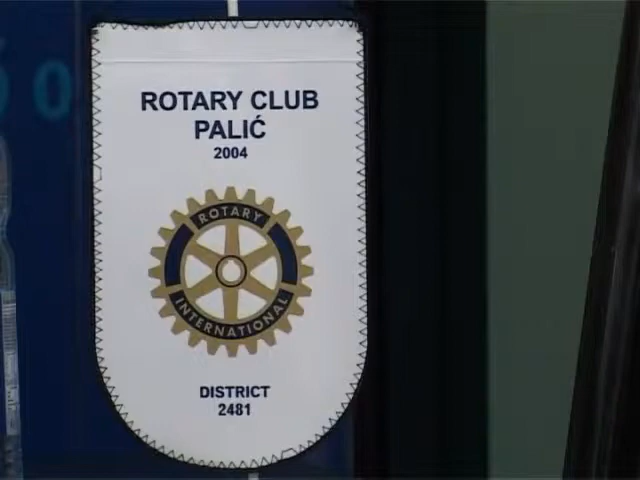 ROTARY CLUB
PALIĆ
2004
ROTARY
INTERNATIONAL
DISTRICT
2481